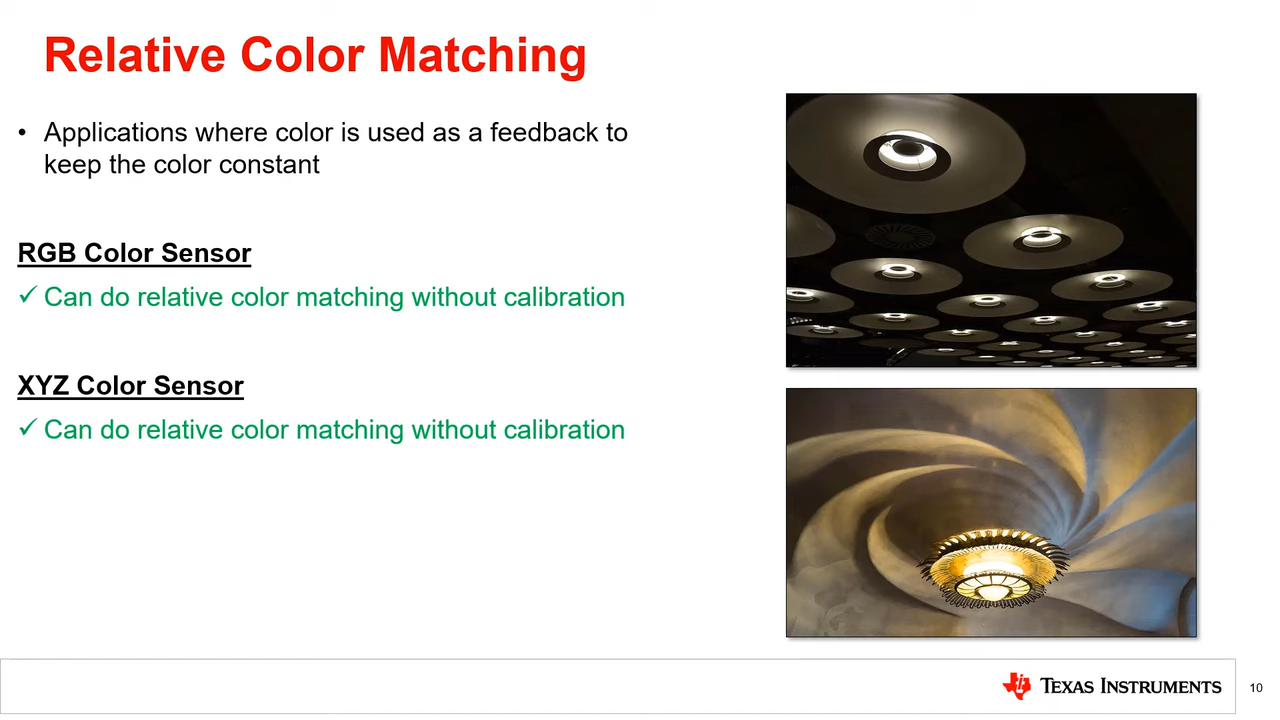 Relative Color Matching
• Applications where color is used as a feedback to
keep the color constant
RGB Color Sensor
✓ Can do relative color matching without calibration
XYZ Color Sensor
✓ Can do relative color matching without calibration
Texas Instruments
10